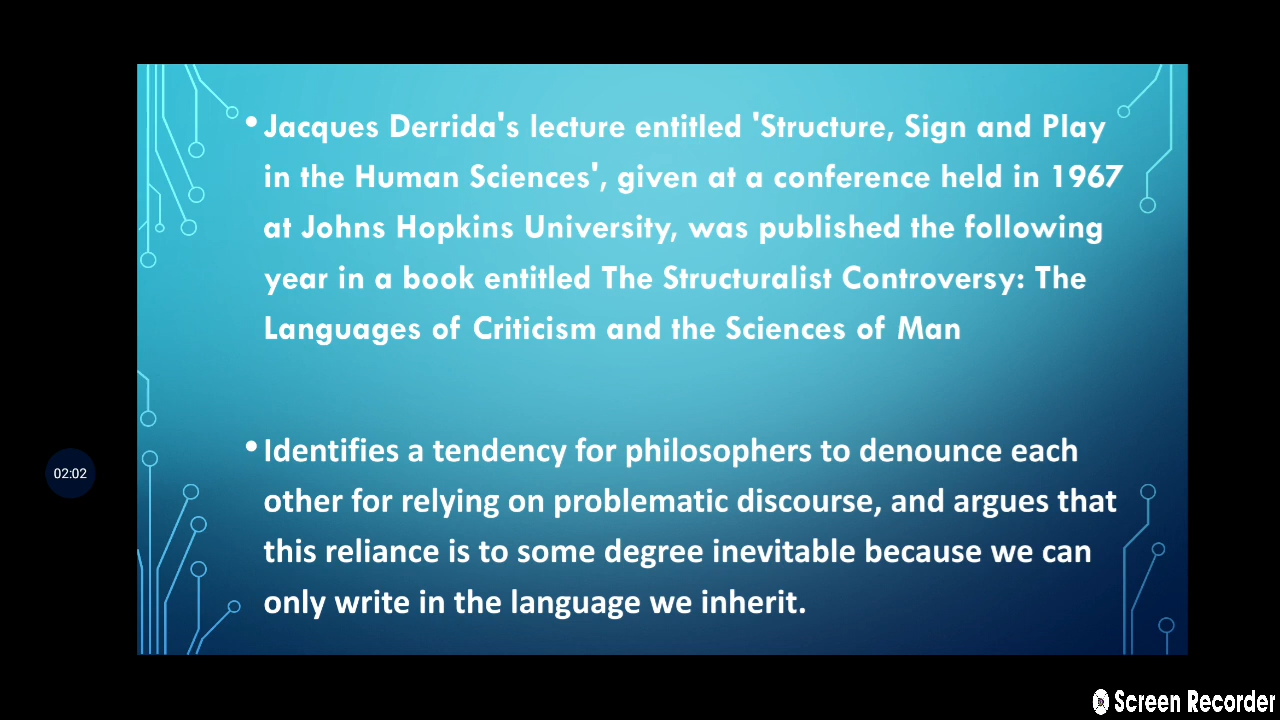 • Jacques Derrida's lecture entitled 'Structure, Sign and Play
in the Human Sciences', given at a conference held in 1967
at Johns Hopkins University, was published the following
year in a book entitled The Structuralist Controversy: The
Languages of Criticism and the Sciences of Man
• Identifies a tendency for philosophers to denounce each
other for relying on problematic discourse, and argues that
this reliance is to some degree inevitable because we can
only write in the language we inherit.
02:02
Screen Recorder